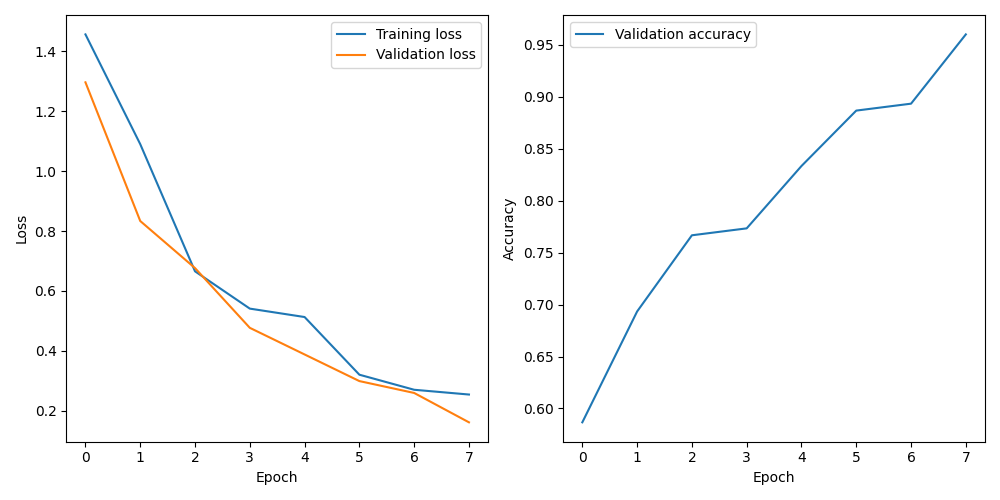 Training loss
Validation loss
1.4
1.2
1.0
0.8
0.6
0.4
0.2
Loss
0 1 2 3 4 5 6 7
Epoch
Validation accuracy
0.95
0.90
0.85
0.80
0.75
0.70
0.65
0.60
Accuracy
0 1 2 3 4 5 6 7
Epoch